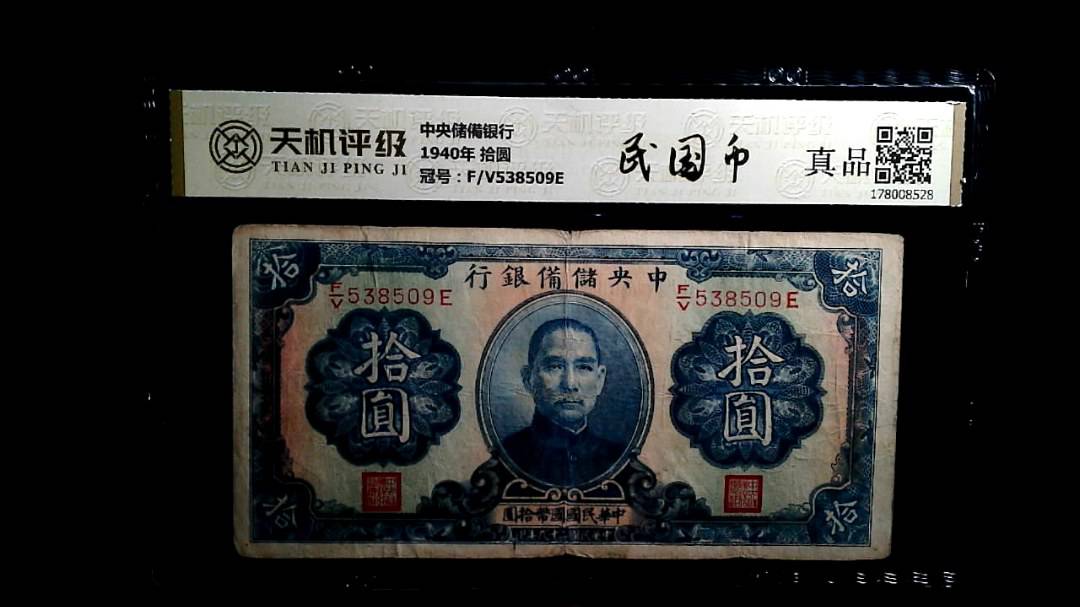 天机评级
TIAN JI PING JI
中央储備银行
1940年 拾圆
冠号：F/V538509E
民国币
真品
178008528
拾
拾
行銀備儲央中
F/V538509E
F/V538509E
拾圓
拾圓
圓拾幣國國民華中
拾
拾